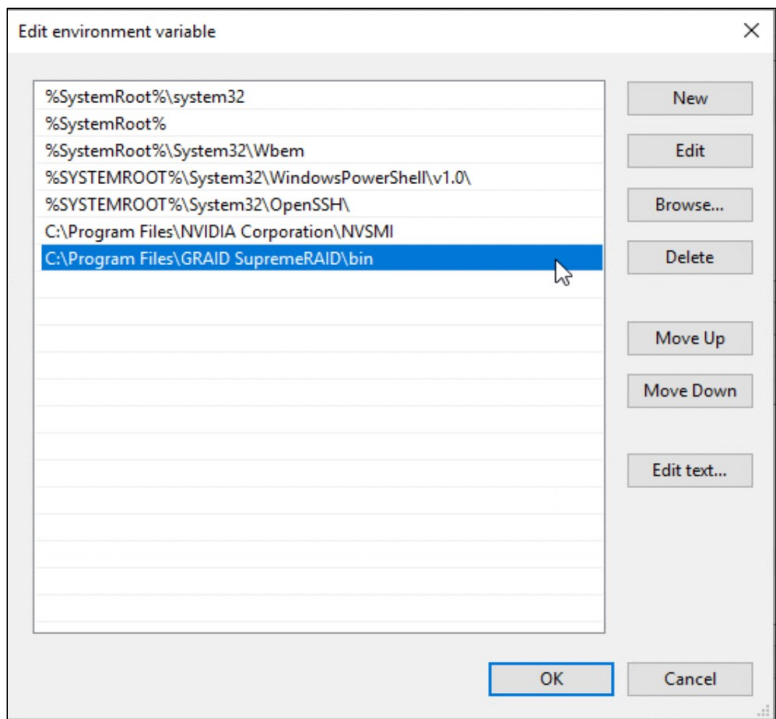 Edit environment variable
%SystemRoot%\system32
%SystemRoot%
%SystemRoot%\System32\Wbem
%SYSTEMROOT%\System32\WindowsPowerShell\v1.0\
%SYSTEMROOT%\System32\OpenSSH\
C:\Program Files\NVIDIA Corporation\NVSMI
C:\Program Files\GRAID SupremeRAID\bin
New
Edit
Browse...
Delete
Move Up
Move Down
Edit text...
OK
Cancel